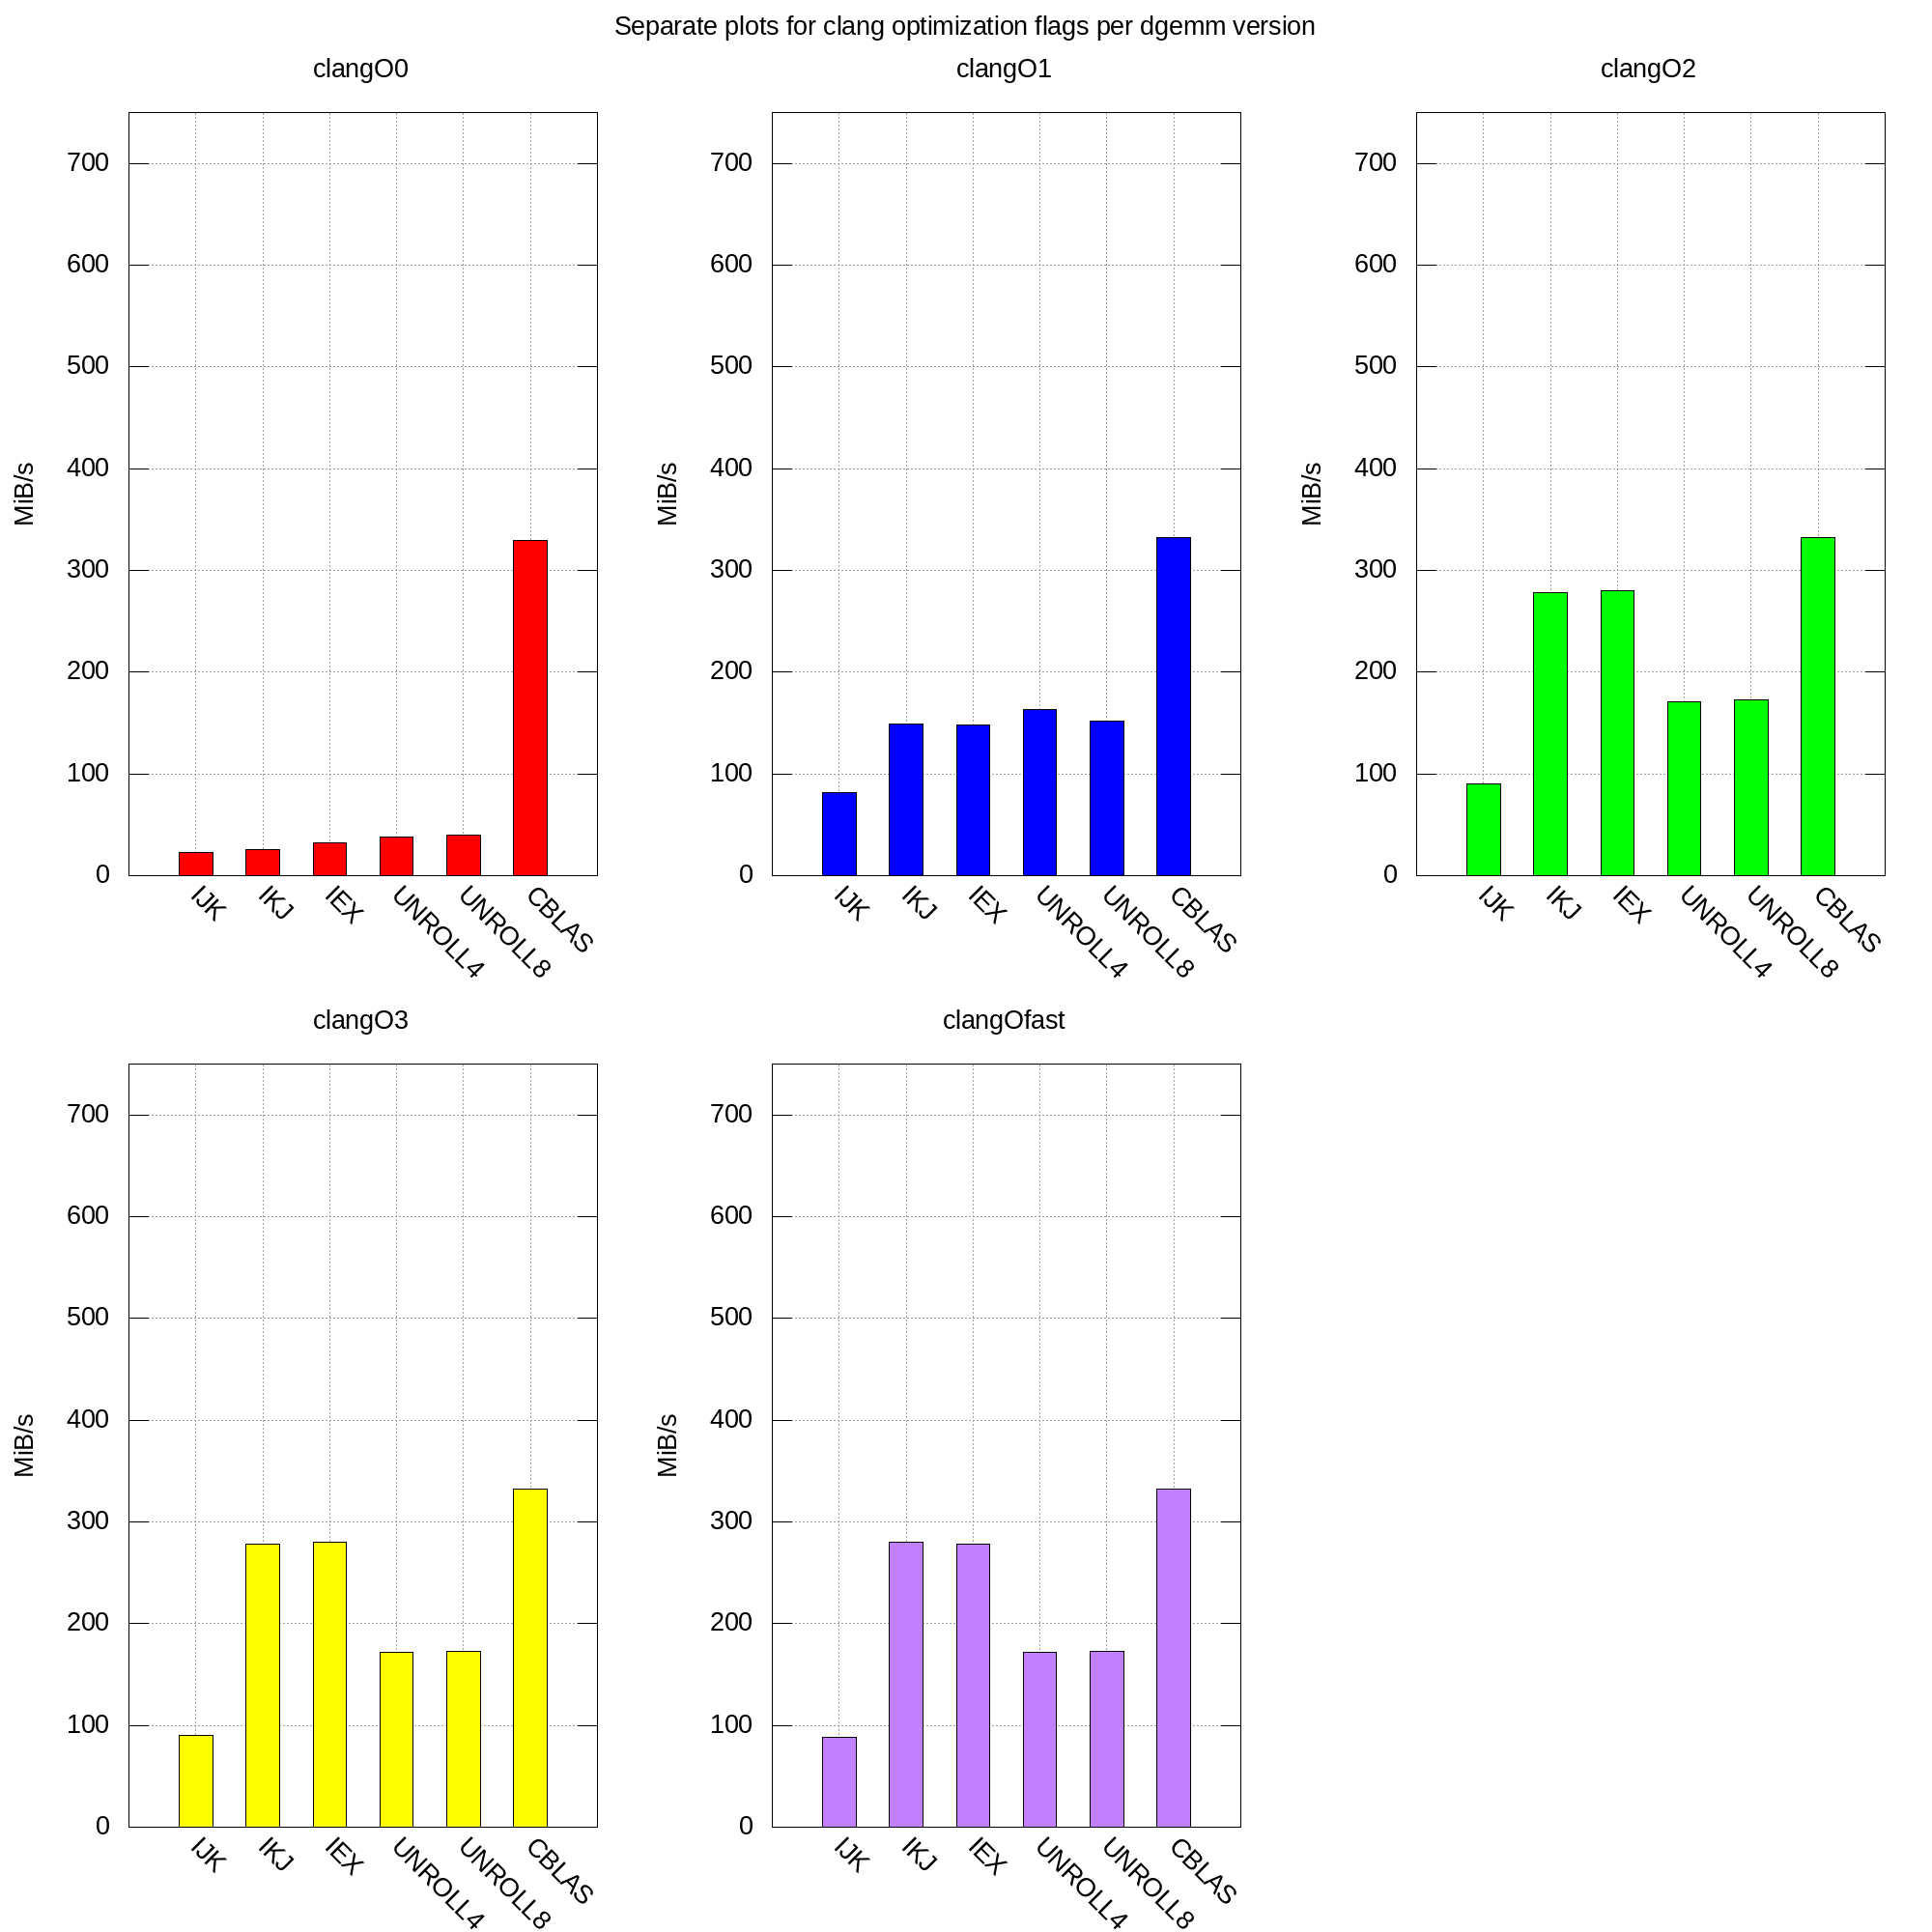 Separate plots for clang optimization flags per dgemm version
clangO0
MiB/s
700
600
500
400
300
200
100
0
IJK
IKJ
IEX
UNROLL4
UNROLL8
CBLAS
clangO1
MiB/s
700
600
500
400
300
200
100
0
IJK
IKJ
IEX
UNROLL4
UNROLL8
CBLAS
clangO2
MiB/s
700
600
500
400
300
200
100
0
IJK
IKJ
IEX
UNROLL4
UNROLL8
CBLAS
clangO3
MiB/s
700
600
500
400
300
200
100
0
IJK
IKJ
IEX
UNROLL4
UNROLL8
CBLAS
clangOfast
MiB/s
700
600
500
400
300
200
100
0
IJK
IKJ
IEX
UNROLL4
UNROLL8
CBLAS